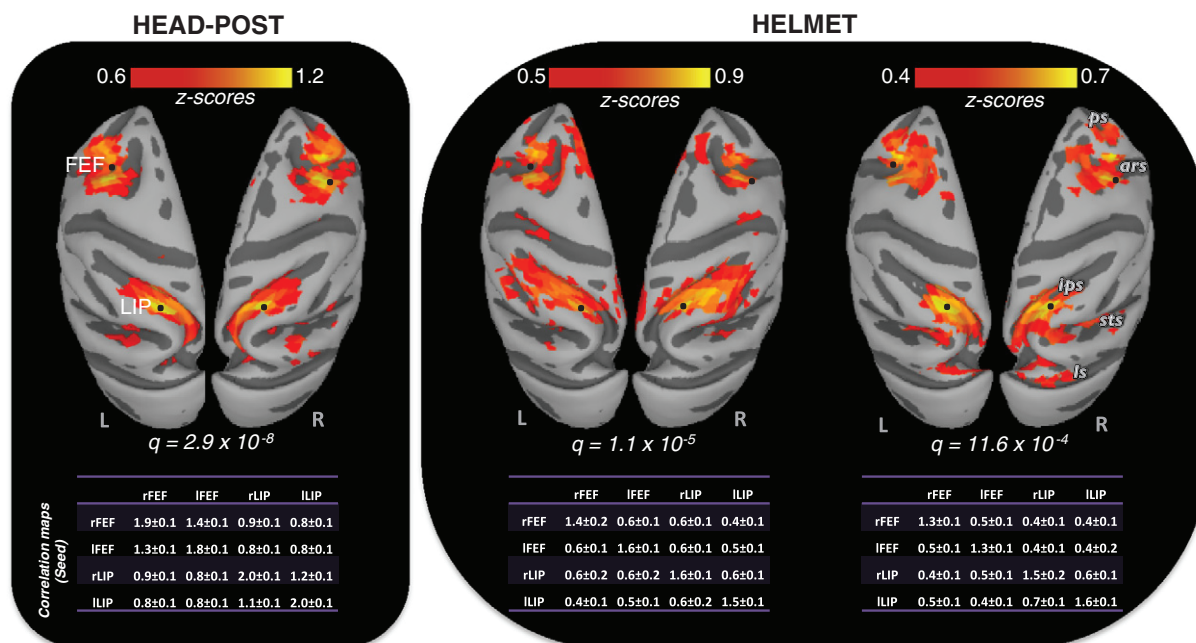 HEAD-POST
HELMET
0.6 1.2
z-scores
0.5 0.9
z-scores
0.4 0.7
z-scores
FEF
LIP
L R
L R
ps
ars
ips
sts
ls
L R
q = 2.9 x 10-8
q = 1.1 x 10-5
q = 11.6 x 10-4
Correlation maps
(Seed)
rFEF lFEF rLIP lLIP
rFEF 1.9±0.1 1.4±0.1 0.9±0.1 0.8±0.1
lFEF 1.3±0.1 1.8±0.1 0.8±0.1 0.8±0.1
rLIP 0.9±0.1 0.8±0.1 2.0±0.1 1.2±0.1
lLIP 0.8±0.1 0.8±0.1 1.1±0.1 2.0±0.1
rFEF lFEF rLIP lLIP
rFEF 1.4±0.2 0.6±0.1 0.6±0.1 0.4±0.1
lFEF 0.6±0.1 1.6±0.1 0.6±0.1 0.5±0.1
rLIP 0.6±0.2 0.6±0.2 1.6±0.1 0.6±0.1
lLIP 0.4±0.1 0.5±0.1 0.6±0.2 1.5±0.1
rFEF lFEF rLIP lLIP
rFEF 1.3±0.1 0.5±0.1 0.4±0.1 0.4±0.1
lFEF 0.5±0.1 1.3±0.1 0.4±0.1 0.4±0.2
rLIP 0.4±0.1 0.5±0.1 1.5±0.2 0.6±0.1
lLIP 0.5±0.1 0.4±0.1 0.7±0.1 1.6±0.1